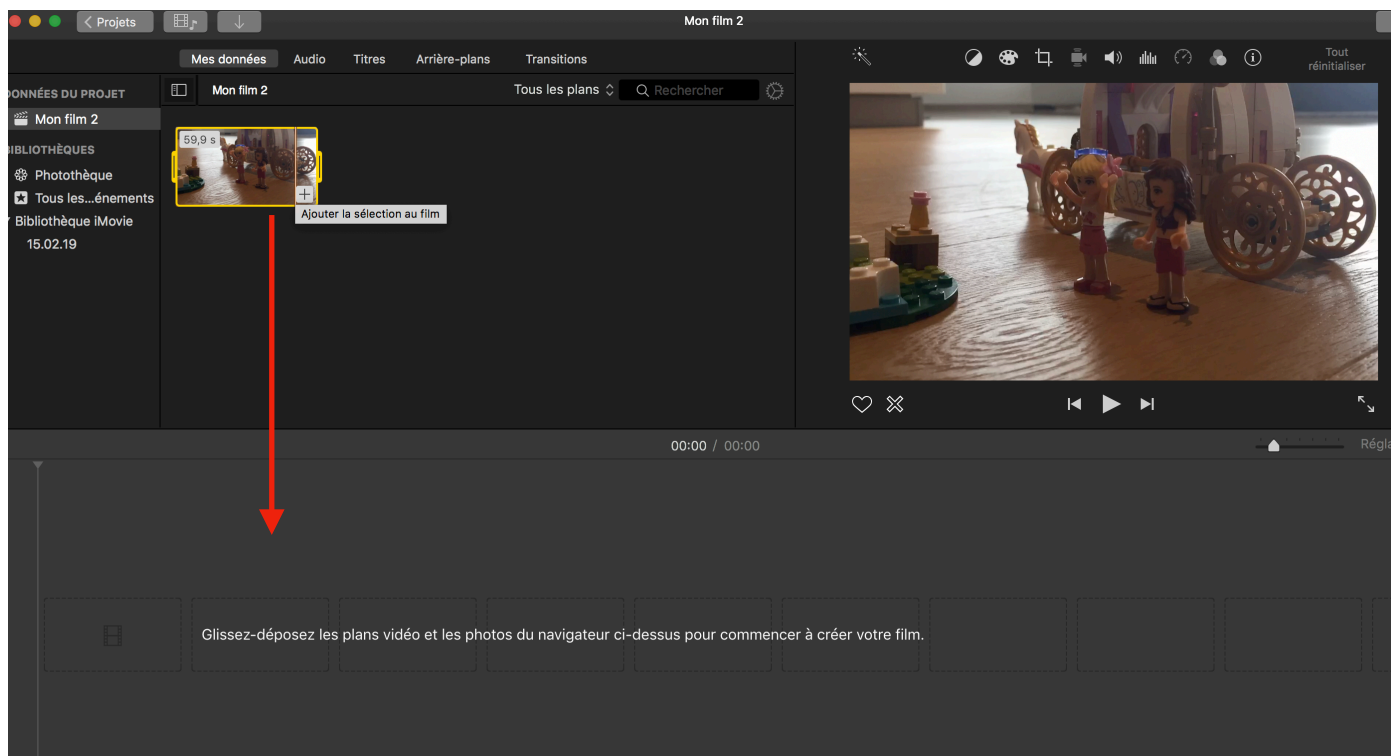 Projets
Mon film 2
Mes données Audio Titres Arrière-plans Transitions
Tout
réinitialiser
DONNÉES DU PROJET
Mon film 2
Tous les plans
Rechercher
Mon film 2
BIBLIOTHÈQUES
Photothèque
Tous les...énements
Bibliothèque iMovie
15.02.19
59,9 s
Ajouter la sélection au film
00:00 / 00:00
Glissez-déposez les plans vidéo et les photos du navigateur ci-dessus pour commencer à créer votre film.